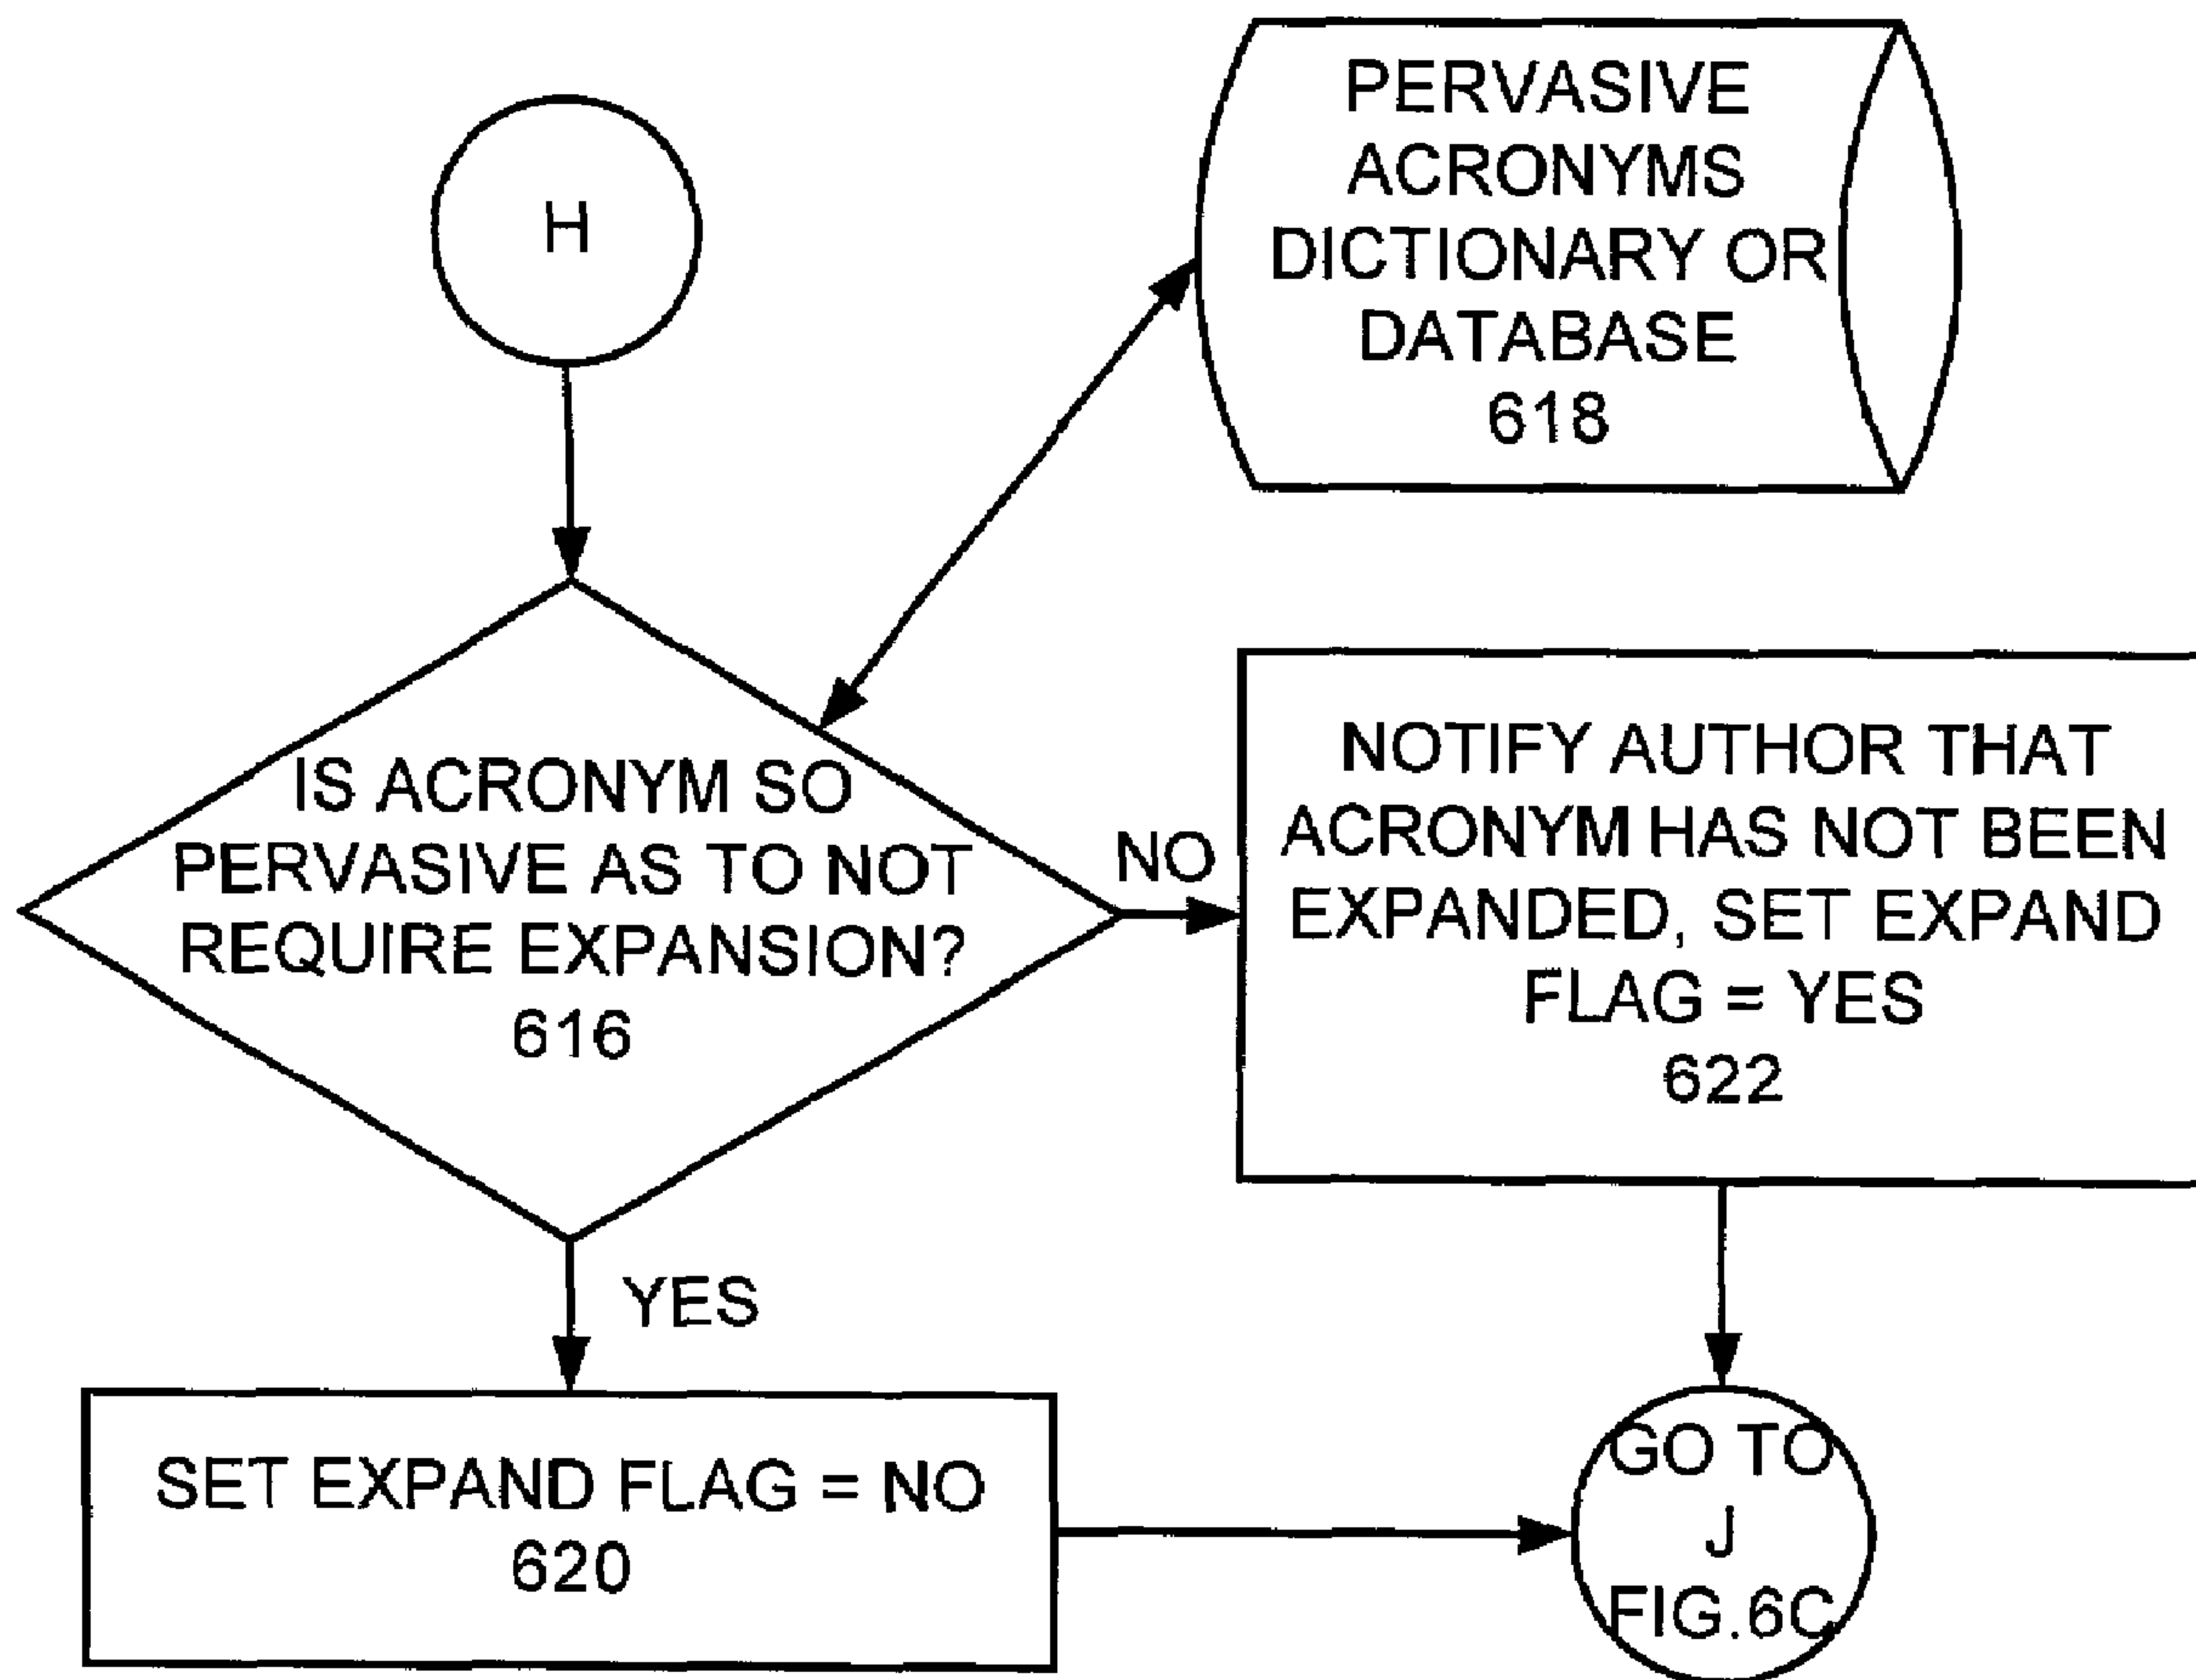 H
PERVASIVE
ACRONYMS
DICTIONARY OR
DATABASE
618
IS ACRONYM SO
PERVASIVE AS TO NOT
REQUIRE EXPANSION?
616
NO
NOTIFY AUTHOR THAT
ACRONYM HAS NOT BEEN
EXPANDED, SET EXPAND
FLAG = YES
622
YES
SET EXPAND FLAG = NO
620
GO TO
J
FIG.6C